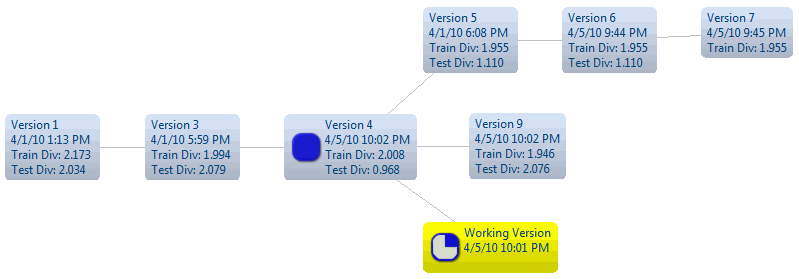 Version 5
4/1/10 6:08 PM
Train Div: 1.955
Test Div: 1.110
Version 6
4/5/10 9:44 PM
Train Div: 1.955
Test Div: 1.110
Version 7
4/5/10 9:45 PM
Train Div: 1.955
Version 1
4/1/10 1:13 PM
Train Div: 2.173
Test Div: 2.034
Version 3
4/1/10 5:59 PM
Train Div: 1.994
Test Div: 2.079
Version 4
4/5/10 10:02 PM
Train Div: 2.008
Test Div: 0.968
Version 9
4/5/10 10:02 PM
Train Div: 1.946
Test Div: 2.076
Working Version
4/5/10 10:01 PM